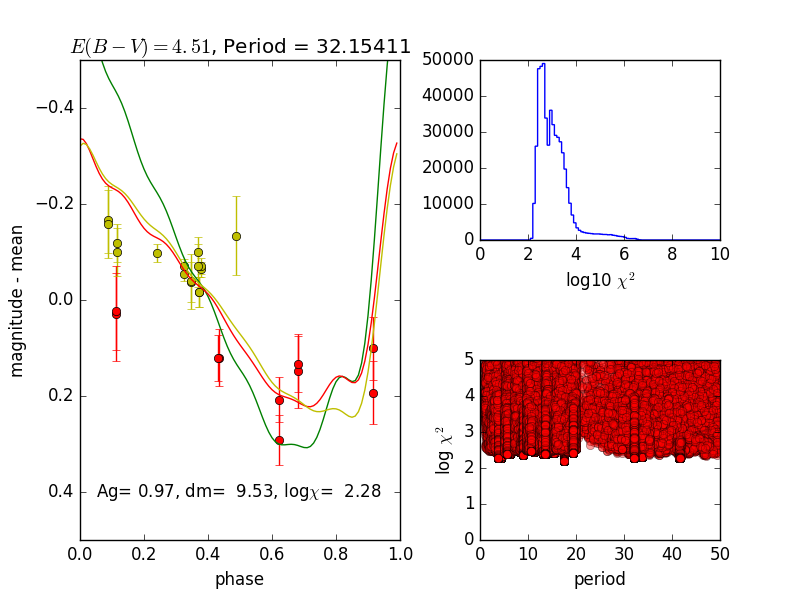 E(B − V) = 4.51, Period = 32.15411
magnitude - mean
−0.4
−0.2
0.0
0.2
0.4
Ag= 0.97, dm= 9.53, logχ= 2.28
0.0 0.2 0.4 0.6 0.8 1.0
phase
50000
40000
30000
20000
10000
0
0 2 4 6 8 10
log10 χ²
log χ²
5
4
3
2
1
0
0 10 20 30 40 50
period